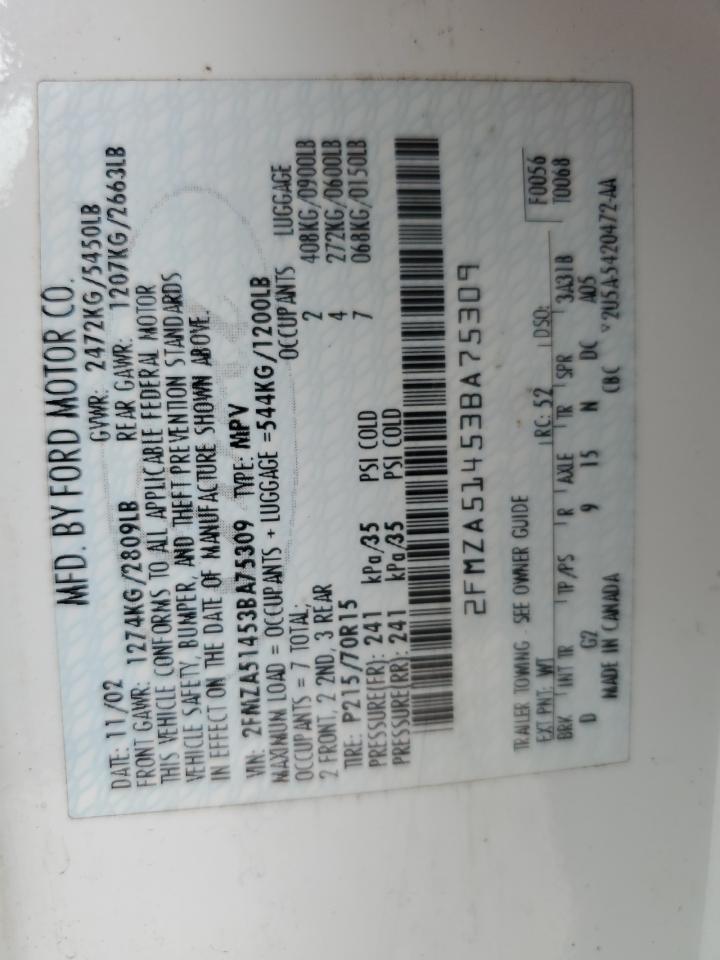 MFD. BY FORD MOTOR CO.
DATE: 11/02 GVWR: 2472KG/5450LB
FRONT GAWR: 1274KG/2809LB REAR GAWR: 1207KG/2663LB
THIS VEHICLE CONFORMS TO ALL APPLICABLE FEDERAL MOTOR
VEHICLE SAFETY, BUMPER, AND THEFT PREVENTION STANDARDS
IN EFFECT ON THE DATE OF MANUFACTURE SHOWN ABOVE.
VIN: 2FMZA51453BA75309 TYPE: MPV
MAXIMUM LOAD = OCCUPANTS + LUGGAGE =544KG/1200LB
OCCUPANTS = 7 TOTAL, OCCUPANTS LUGGAGE
2 FRONT, 2 2ND, 3 REAR 2 408KG/0900LB
TIRE: P215/70R15 4 272KG/0600LB
PRESSURE(FR): 241 kPa/35 PSI COLD 7 068KG/0150LB
PRESSURE(RR): 241 kPa/35 PSI COLD
2FMZA51453BA75309
TRAILER TOWING - SEE OWNER GUIDE F0056
EXT PNT: WT RC: 52 DSO: T0068
BRK INT TR TP/PS R AXLE TR SPR 3A31B
D G2 9 15 N DC A05
MADE IN CANADA CBC ▼2U5A-5420472-AA